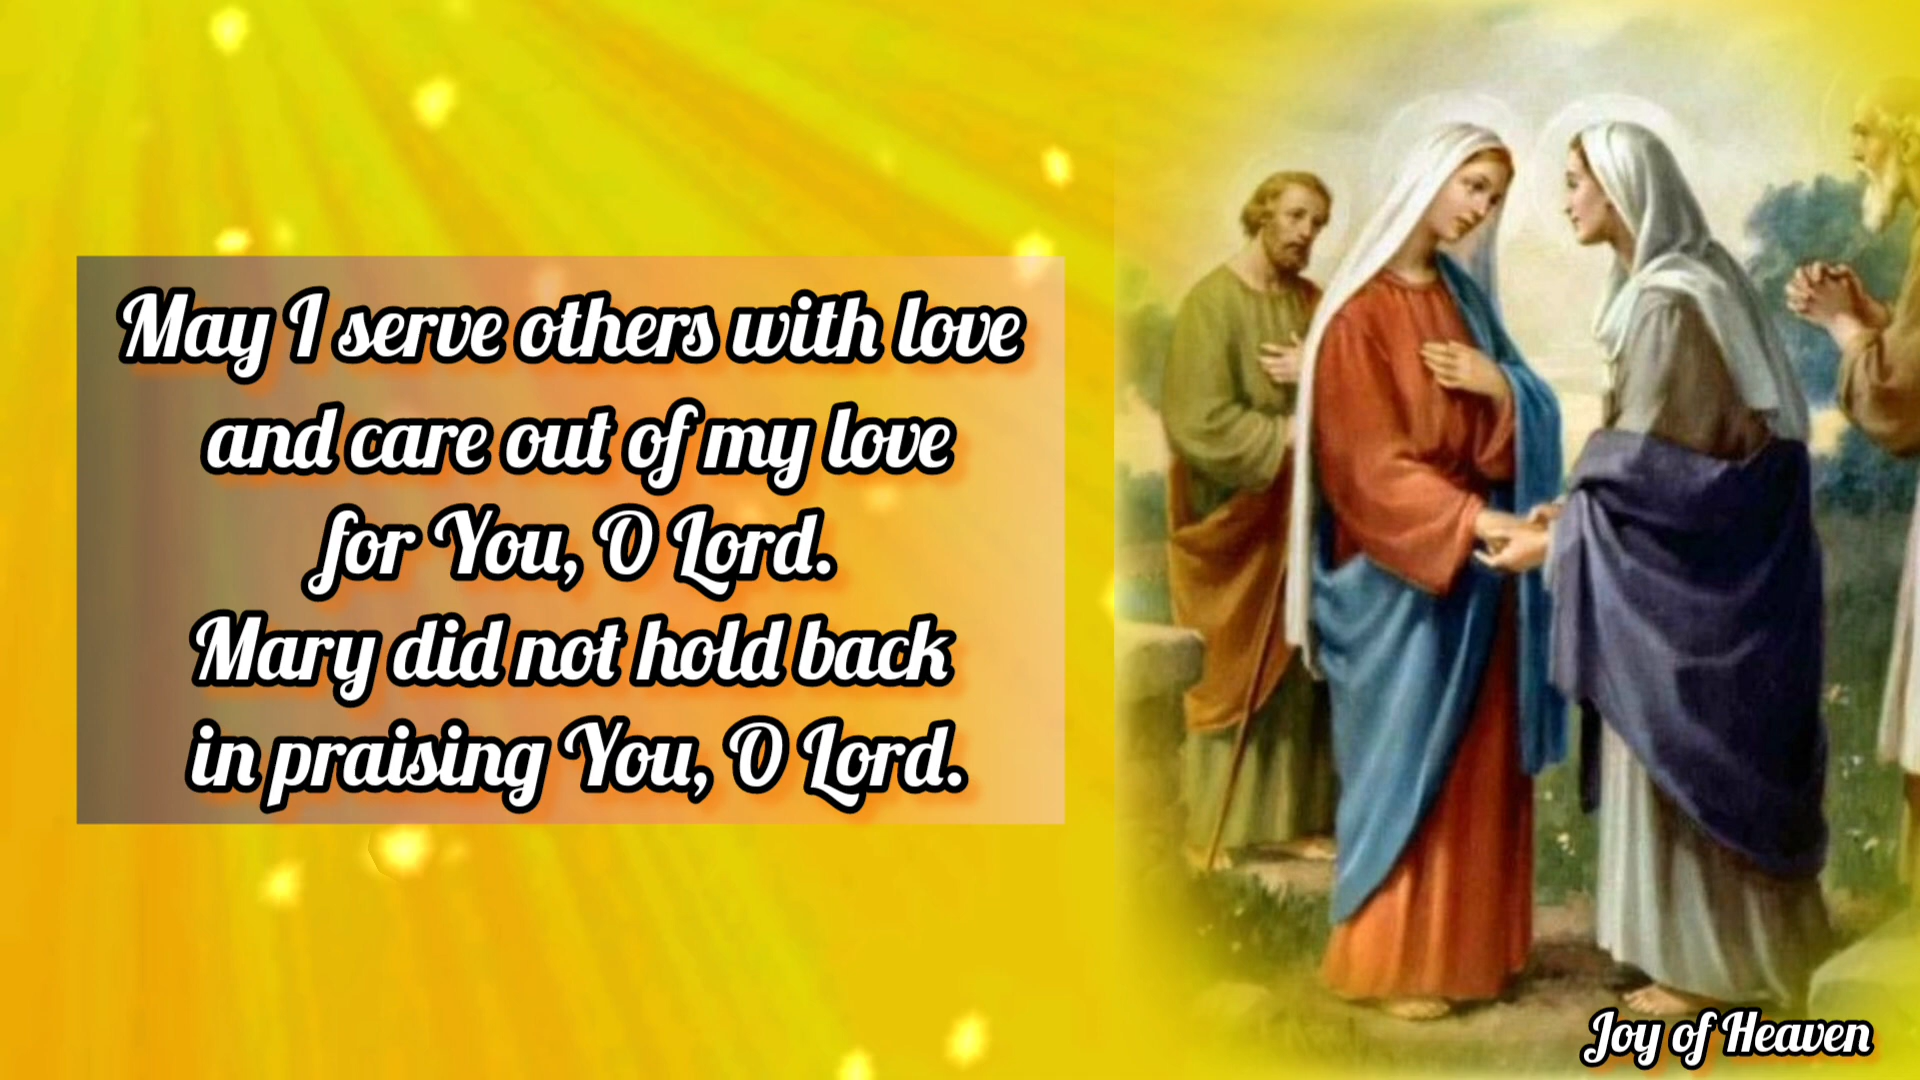 May I serve others with love
and care out of my love
for You, O Lord.
Mary did not hold back
in praising You, O Lord.
Joy of Heaven